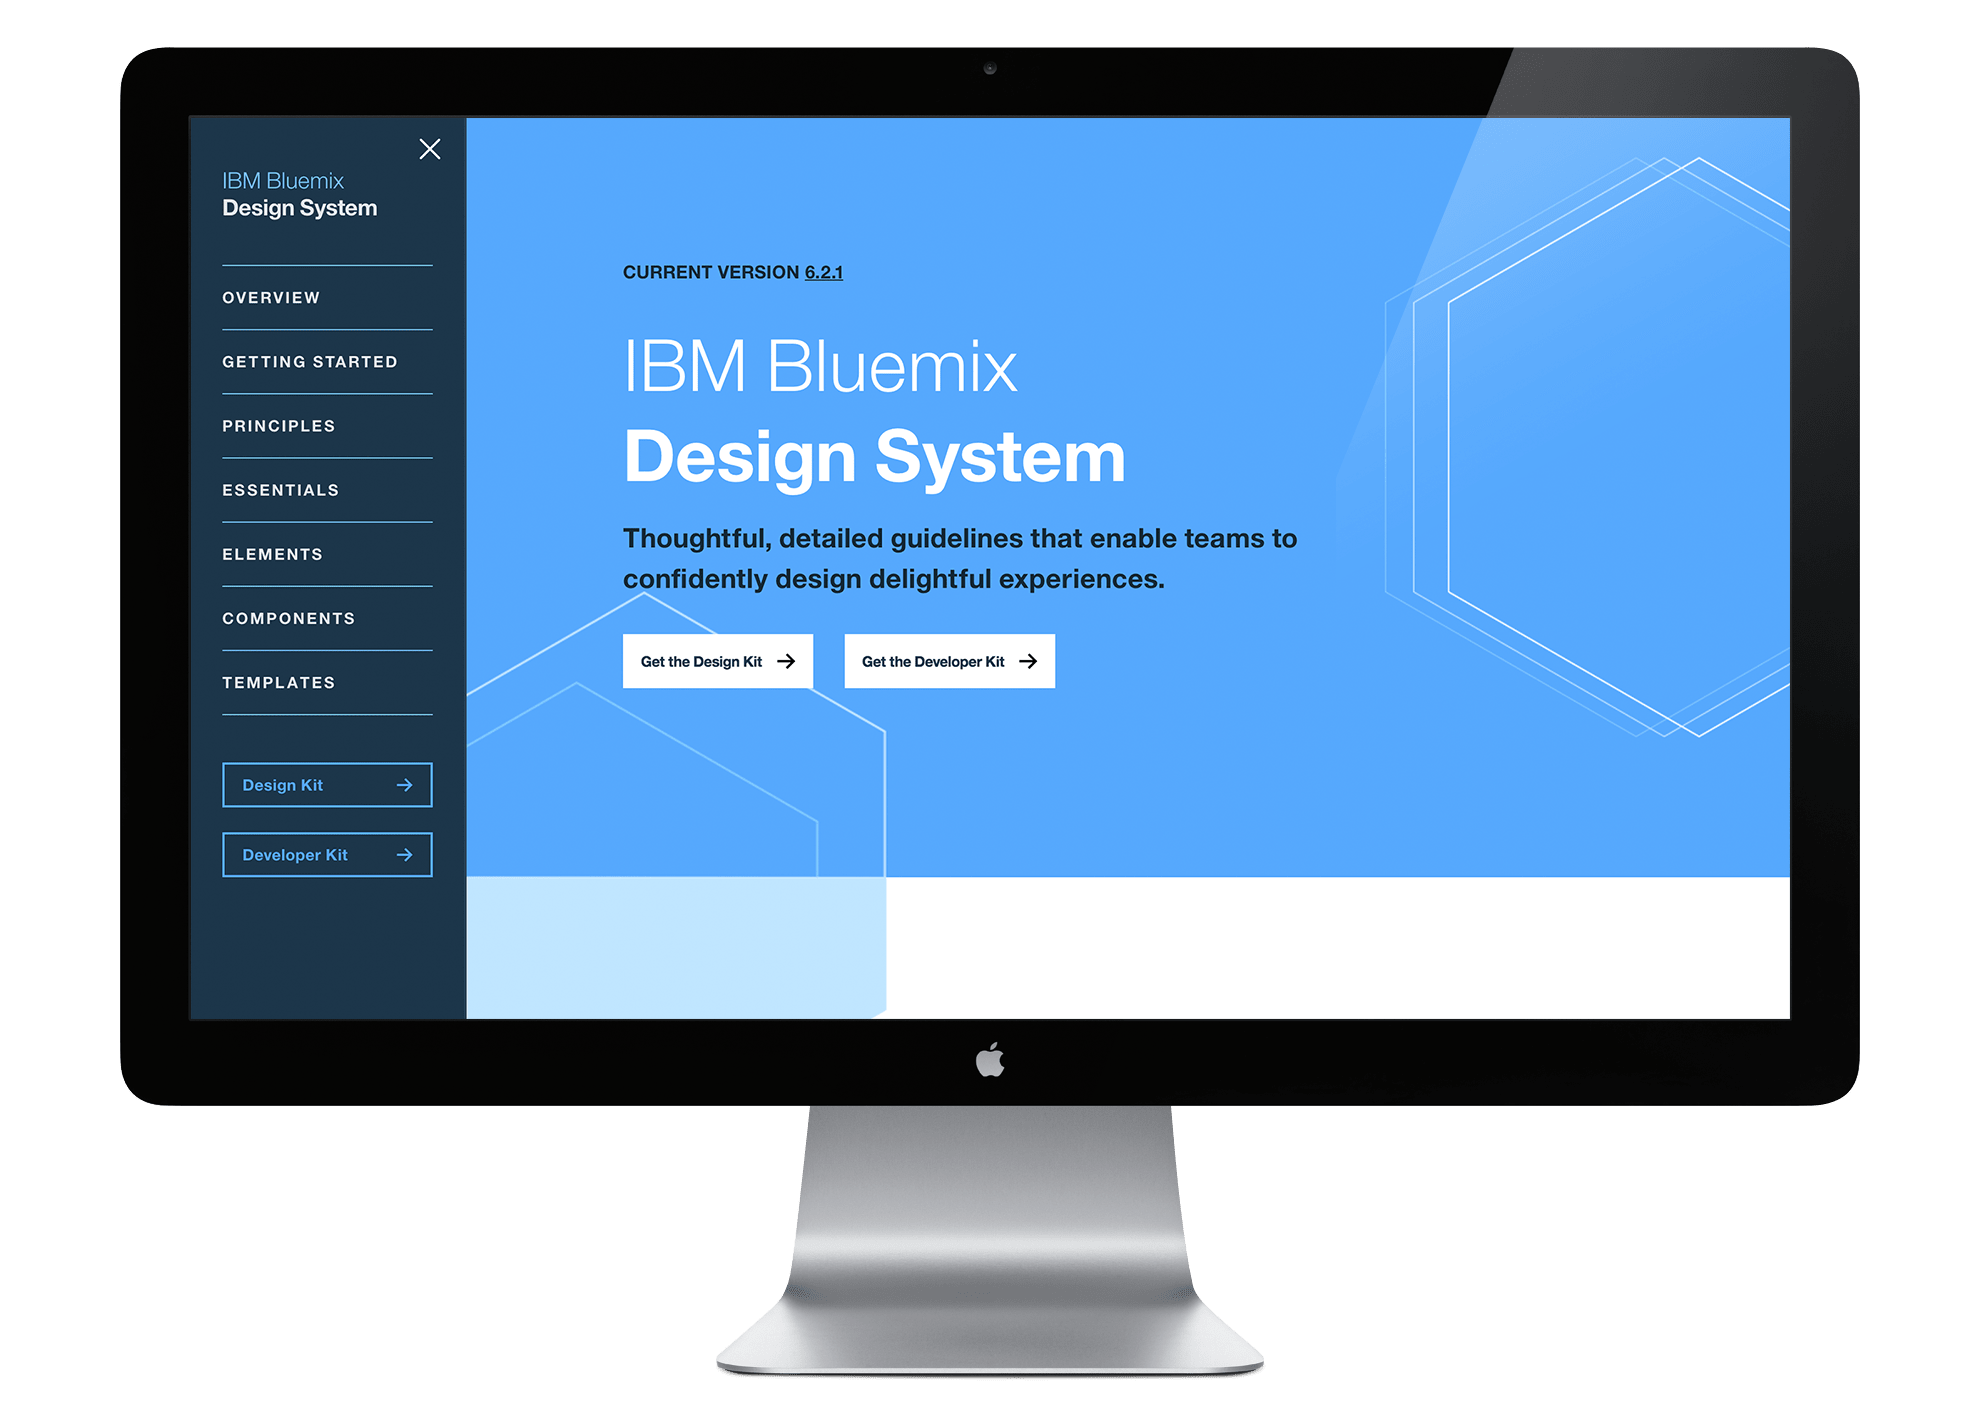 IBM Bluemix
Design System
OVERVIEW
GETTING STARTED
PRINCIPLES
ESSENTIALS
ELEMENTS
COMPONENTS
TEMPLATES
Design Kit
Developer Kit
CURRENT VERSION 6.2.1
IBM Bluemix
Design System
Thoughtful, detailed guidelines that enable teams to
confidently design delightful experiences.
Get the Design Kit
Get the Developer Kit